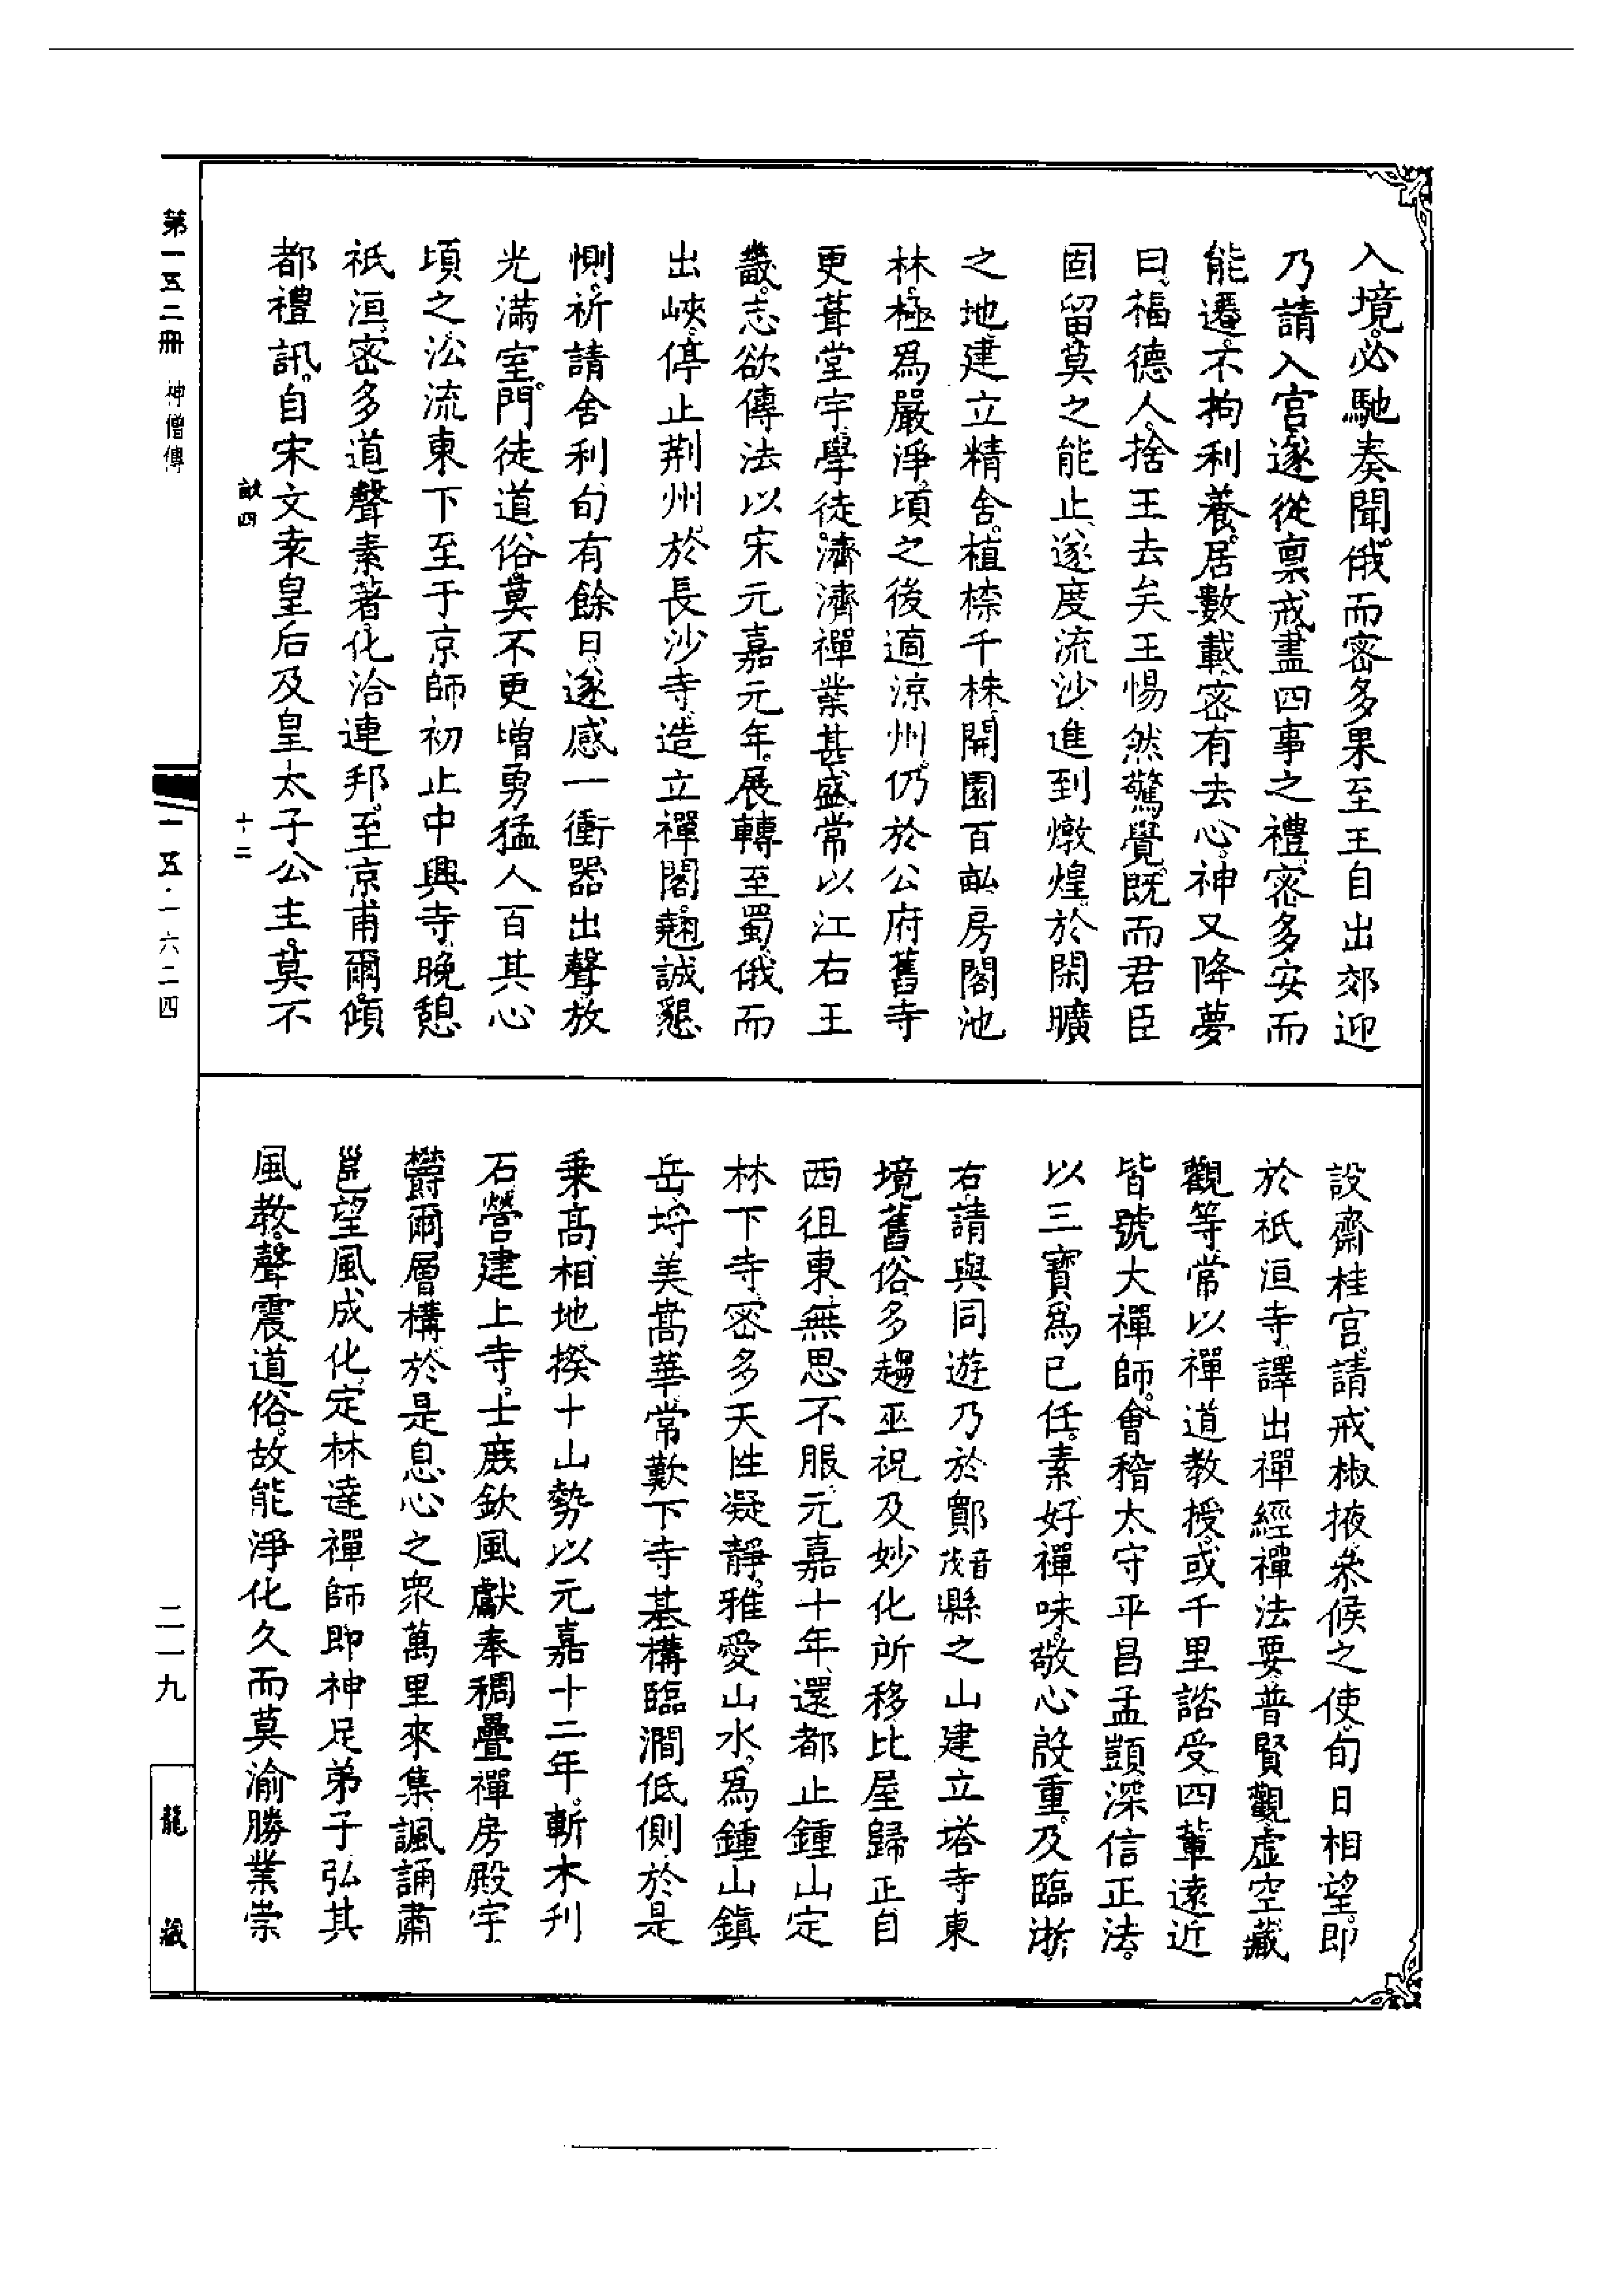 入境。必馳奏聞。俄而密多果至王自出郊迎
乃請入宮。遂從禀戒。盡四事之禮。密多安而
能遷。不拘利養。居數載。密有去心。神又降夢
曰。福德人。捨王去矣王惕然驚覺。既而君臣
固留。莫之能止。遂度流沙進到燉煌。於閑曠
之地。建立精舍。植㮈千株。開園百畝房閣池
林。極爲嚴淨。頃之後適涼州。仍於公府舊寺
更葺堂宇。學徒。濟濟禪業甚盛。常以江右王
畿。志欲傳法以宋元嘉元年。展轉至蜀。俄而
出峽。停止荆州。於長沙寺。造立禪閣。翹誠懇
惻。祈請舍利。旬有餘日。遂感一衝器出聲。放
光滿室。門徒道俗。莫不更增勇猛人百其心
頃之沿流東下至于京師初止中興寺。晚憩
祇洹。密多道聲素著。化洽連邦。至京甫爾。傾
都禮訊。自宋文袁皇后及皇太子公主。莫不
設齋桂宮。請戒椒掖。叅候之使。旬日相望。即
於祇洹寺譯出禪經禪法要。普賢觀。虛空藏
觀等。常以禪道教授。或千里諮受四輩遠近
皆號大禪師。會稽太守平昌孟顗深信正法。
以三寶爲已任。素好禪味。敬心殷重。及臨浙
右。請與同遊乃於鄮茂音縣之山建立塔寺東
境舊俗。多趨巫祝。及妙化所移比屋歸正。自
西徂東。無思不服。元嘉十年。還都止鍾山定
林下寺。密多天性凝靜。雅愛山水。爲鍾山鎮
岳。埒美嵩華。常歎下寺基構臨澗低側。於是
乗高相地。揆卜山勢以元嘉十二年。斬木刋
石。營建上寺。士庻欽風。獻奉稠疊禪房殿宇。
欝爾層構。於是息心之衆萬里來集。諷誦肅
邕。望風成化。定林達禪師即神足弟子。弘其
風教。聲震道俗。故能淨化久而莫渝勝業崇
第一五二冊 神僧傳
敼四
十二
一五·一六二四
二一九
龍藏